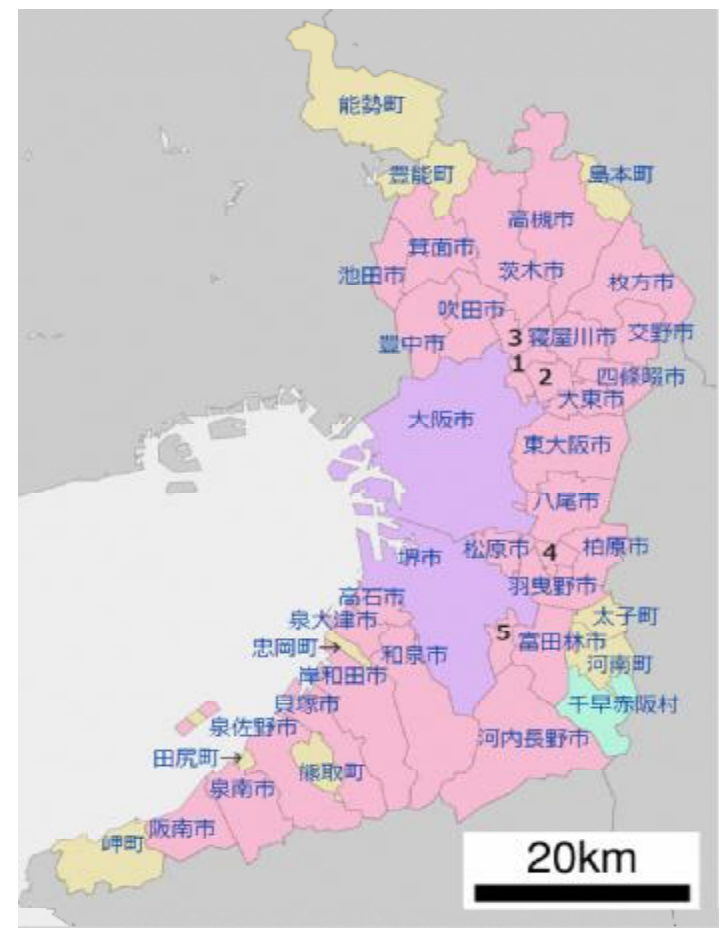 能勢町
豊能町
島本町
高槻市
箕面市
茨木市
池田市
枚方市
吹田市
3
寝屋川市
交野市
豊中市
1
2
四條畷市
大東市
大阪市
東大阪市
八尾市
松原市
4
柏原市
堺市
羽曳野市
高石市
太子町
泉大津市
5
富田林市
忠岡町→
和泉市
河南町
岸和田市
貝塚市
千早赤阪村
泉佐野市
河内長野市
田尻町→
熊取町
泉南市
阪南市
岬町
20km